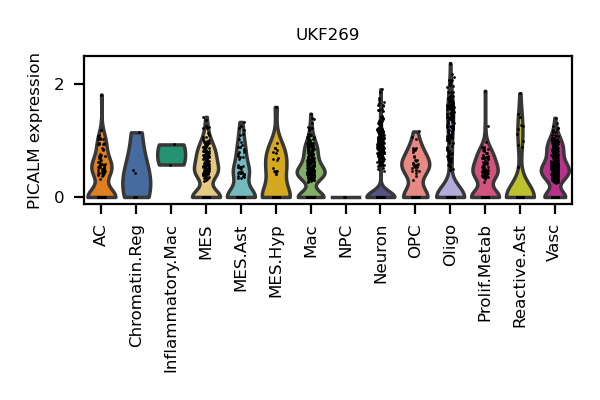 UKF269
PICALM expression
2
0
AC
Chromatin.Reg
Inflammatory.Mac
MES
MES.Ast
MES.Hyp
Mac
NPC
Neuron
OPC
Oligo
Prolif.Metab
Reactive.Ast
Vasc